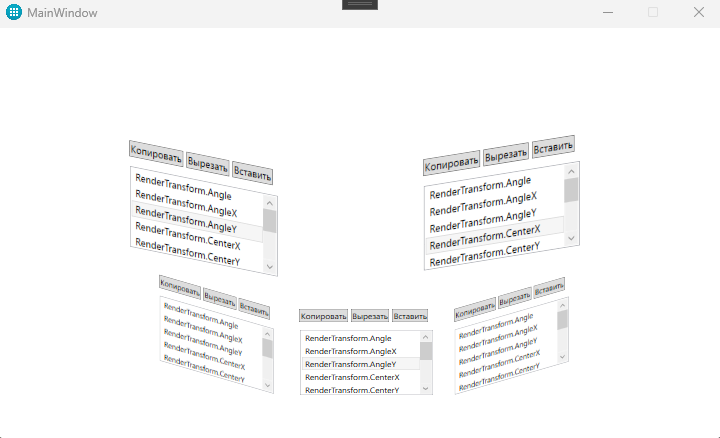 MainWindow
Копировать Вырезать Вставить
RenderTransform.Angle
RenderTransform.AngleX
RenderTransform.AngleY
RenderTransform.CenterX
RenderTransform.CenterY
Копировать Вырезать Вставить
RenderTransform.Angle
RenderTransform.AngleX
RenderTransform.AngleY
RenderTransform.CenterX
RenderTransform.CenterY
Копировать Вырезать Вставить
RenderTransform.Angle
RenderTransform.AngleX
RenderTransform.AngleY
RenderTransform.CenterX
RenderTransform.CenterY
Копировать Вырезать Вставить
RenderTransform.Angle
RenderTransform.AngleX
RenderTransform.AngleY
RenderTransform.CenterX
RenderTransform.CenterY
Копировать Вырезать Вставить
RenderTransform.Angle
RenderTransform.AngleX
RenderTransform.AngleY
RenderTransform.CenterX
RenderTransform.CenterY